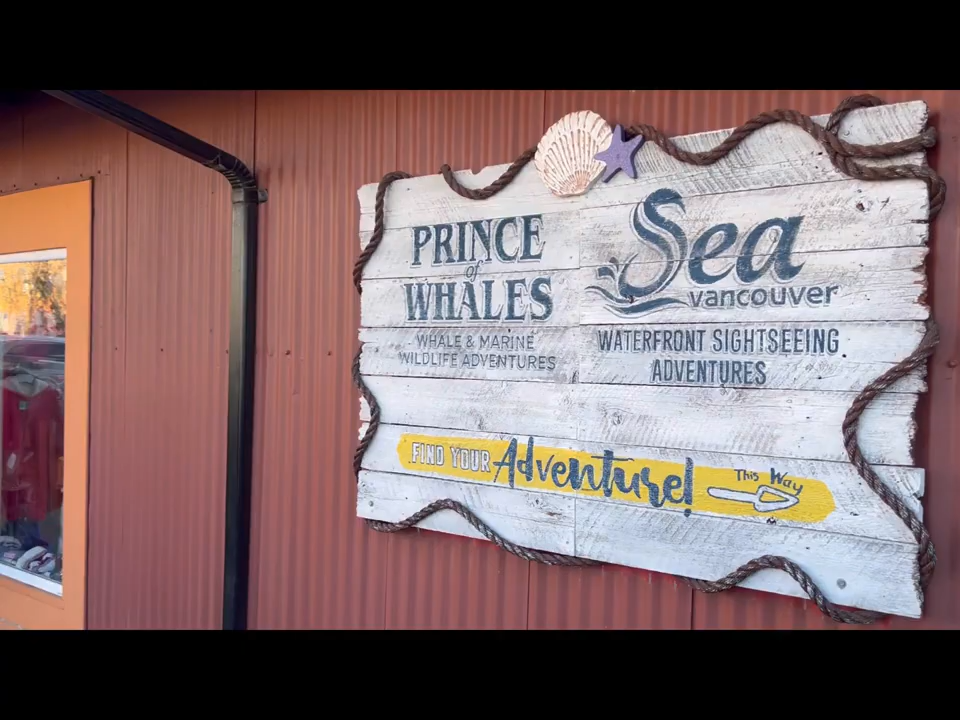 PRINCE
of
WHALES
WHALE & MARINE
WILDLIFE ADVENTURES
Sea
vancouver
WATERFRONT SIGHTSEEING
ADVENTURES
FIND YOUR Adventure! This Way